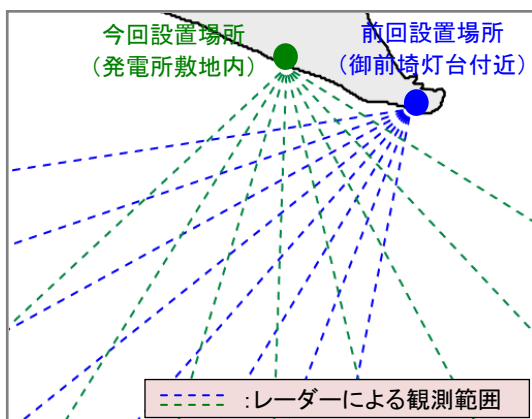 今回設置場所
（発電所敷地内）
前回設置場所
（御前埼灯台付近）
:レーダーによる観測範囲